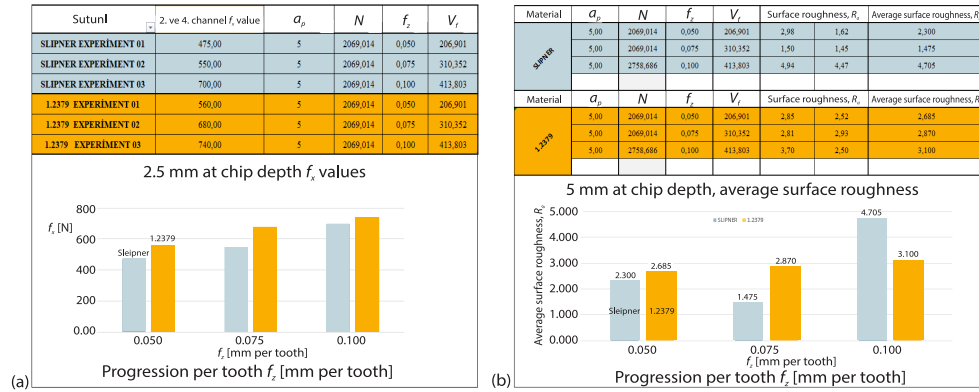 Sutunl 2. ve 4. channel fₓ value aₚ N f_z V_f
SLIPNER EXPERİMENT 01 475,00 5 2069,014 0,050 206,901
SLIPNER EXPERİMENT 02 550,00 5 2069,014 0,075 310,352
SLIPNER EXPERİMENT 03 700,00 5 2069,014 0,100 413,803
1.2379 EXPERİMENT 01 560,00 5 2069,014 0,050 206,901
1.2379 EXPERİMENT 02 680,00 5 2069,014 0,075 310,352
1.2379 EXPERİMENT 03 740,00 5 2069,014 0,100 413,803
2.5 mm at chip depth fₓ values
fₓ [N]
800
600
400
200
0.00
Sleipner 1.2379
0.050 0.075 0.100
f_z [mm per tooth]
Progression per tooth f_z [mm per tooth]
(a)
Material aₚ N f_z V_f Surface roughness, Rₐ Average surface roughness, R
SLIPNER
5,00 2069,014 0,050 206,901 2,98 1,62 2,300
5,00 2069,014 0,075 310,352 1,50 1,45 1,475
5,00 2758,686 0,100 413,803 4,94 4,47 4,705
Material aₚ N f_z V_f Surface roughness, Rₐ Average surface roughness, R
1.2379
5,00 2069,014 0,050 206,901 2,85 2,52 2,685
5,00 2069,014 0,075 310,352 2,81 2,93 2,870
5,00 2758,686 0,100 413,803 3,70 2,50 3,100
5 mm at chip depth, average surface roughness
Average surface roughness, Rₐ
5.000
4.000
3.000
2.000
1.000
0.000
SLIPNER 1.2379
2.300 2.685 1.475 2.870 4.705 3.100
Sleipner 1.2379
0.050 0.075 0.100
f_z [mm per tooth]
Progression per tooth f_z [mm per tooth]
(b)